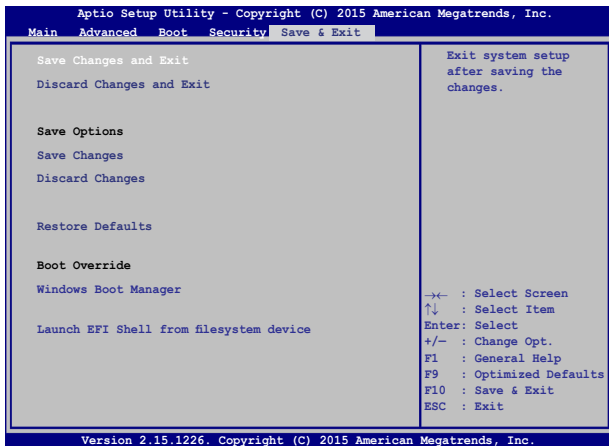 Aptio Setup Utility - Copyright (C) 2015 American Megatrends, Inc.
Main Advanced Boot Security Save & Exit
Save Changes and Exit
Discard Changes and Exit
Save Options
Save Changes
Discard Changes
Restore Defaults
Boot Override
Windows Boot Manager
Launch EFI Shell from filesystem device
Exit system setup
after saving the
changes.
→← : Select Screen
↑↓ : Select Item
Enter: Select
+/— : Change Opt.
F1 : General Help
F9 : Optimized Defaults
F10 : Save & Exit
ESC : Exit
Version 2.15.1226. Copyright (C) 2015 American Megatrends, Inc.